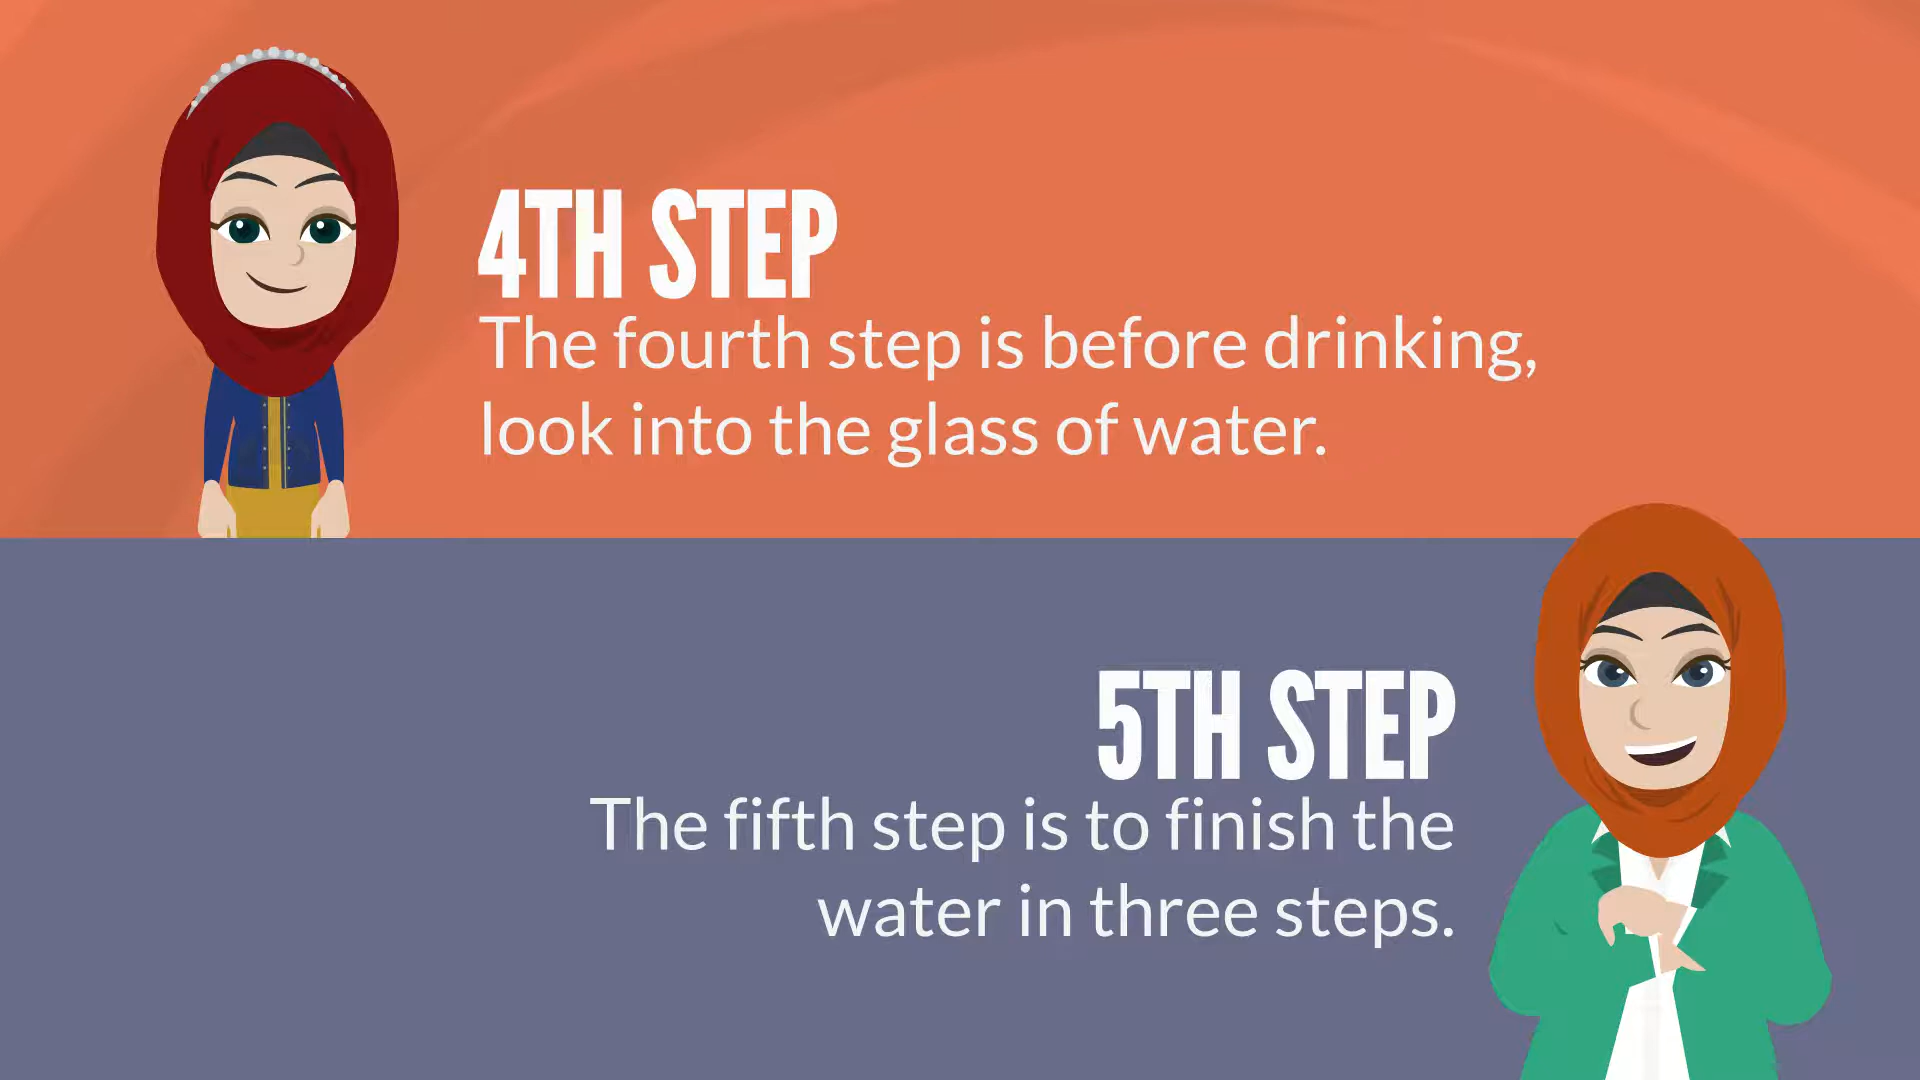 4TH STEP
The fourth step is before drinking,
look into the glass of water.
5TH STEP
The fifth step is to finish the
water in three steps.